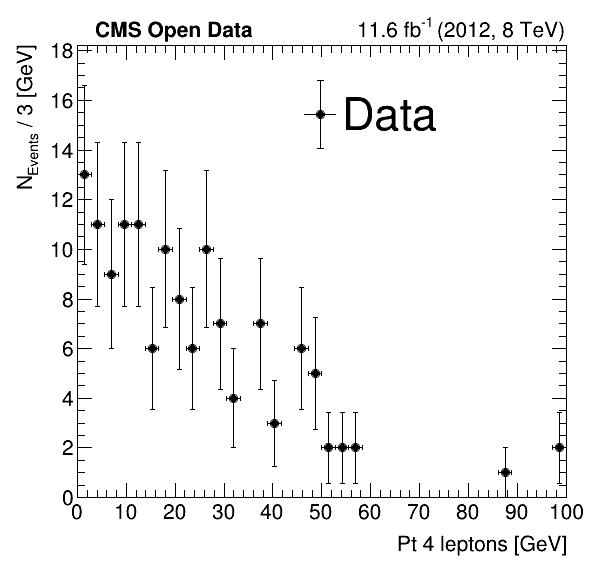 CMS Open Data 11.6 fb⁻¹ (2012, 8 TeV)
N_Events / 3 [GeV]
18
16
14
12
10
8
6
4
2
0
Data
0 10 20 30 40 50 60 70 80 90 100
Pt 4 leptons [GeV]